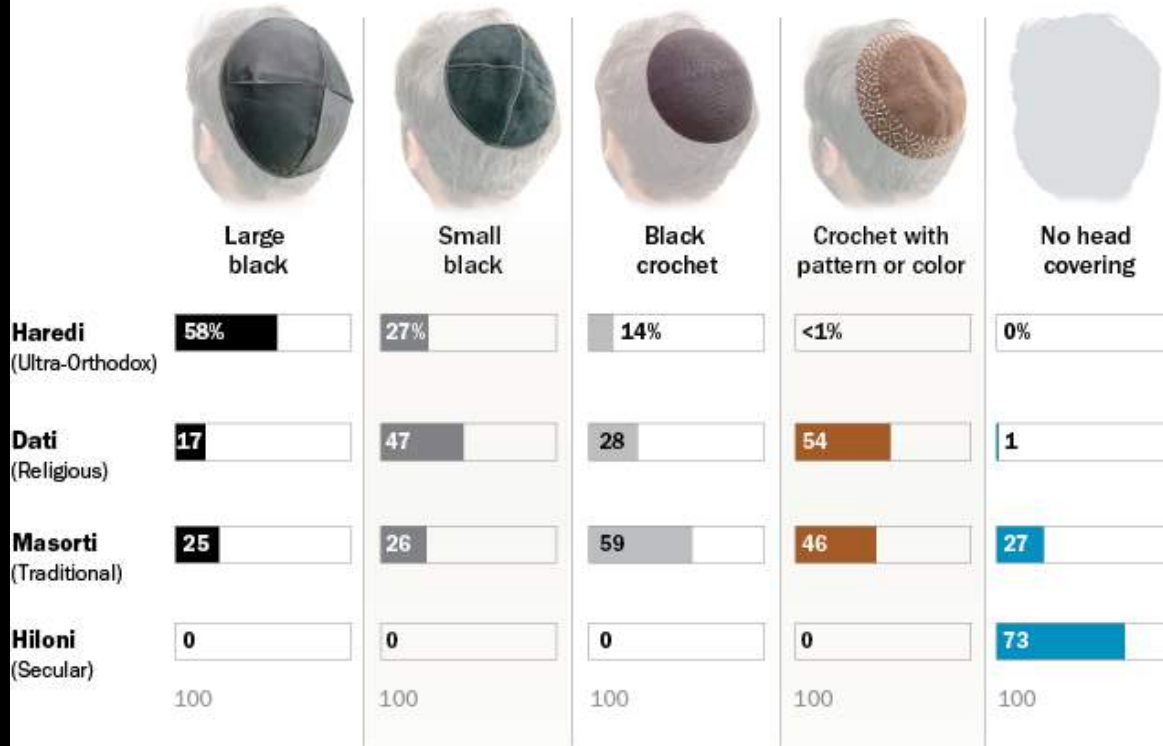 Large black
Small black
Black crochet
Crochet with pattern or color
No head covering
Haredi
(Ultra-Orthodox)
58%
27%
14%
<1%
0%
Dati
(Religious)
17
47
28
54
1
Masorti
(Traditional)
25
26
59
46
27
Hiloni
(Secular)
0
0
0
0
73
100
100
100
100
100